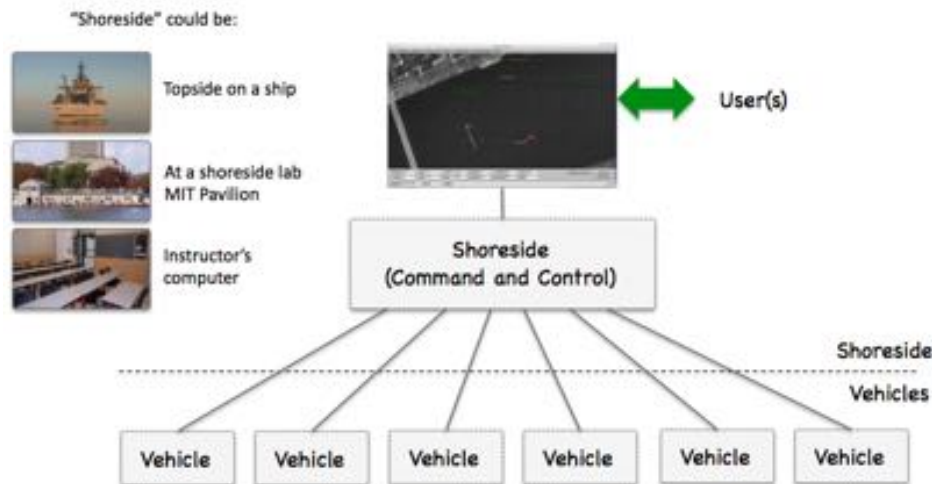 “Shoreside” could be:
Topside on a ship
At a shoreside lab
MIT Pavilion
Instructor’s
computer
User(s)
Shoreside
(Command and Control)
Shoreside
Vehicles
Vehicle
Vehicle
Vehicle
Vehicle
Vehicle
Vehicle